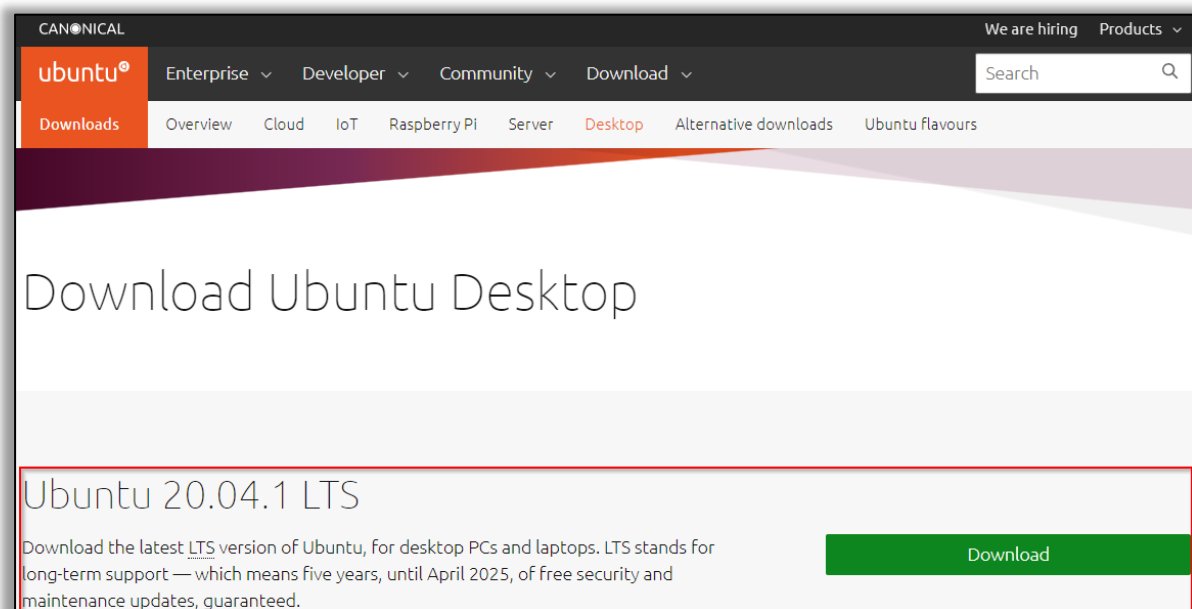 CANONICAL
We are hiring Products
ubuntu Enterprise Developer Community Download Search
Downloads Overview Cloud IoT Raspberry Pi Server Desktop Alternative downloads Ubuntu flavours
Download Ubuntu Desktop
Ubuntu 20.04.1 LTS
Download the latest LTS version of Ubuntu, for desktop PCs and laptops. LTS stands for
long-term support — which means five years, until April 2025, of free security and
maintenance updates, guaranteed.
Download